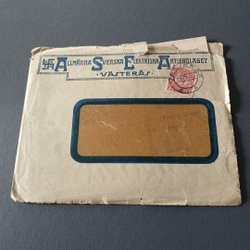 ALLMÄNNA SVENSKA ELEKTRISKA AKTIEBOLAGET
-VÄSTERÅS-